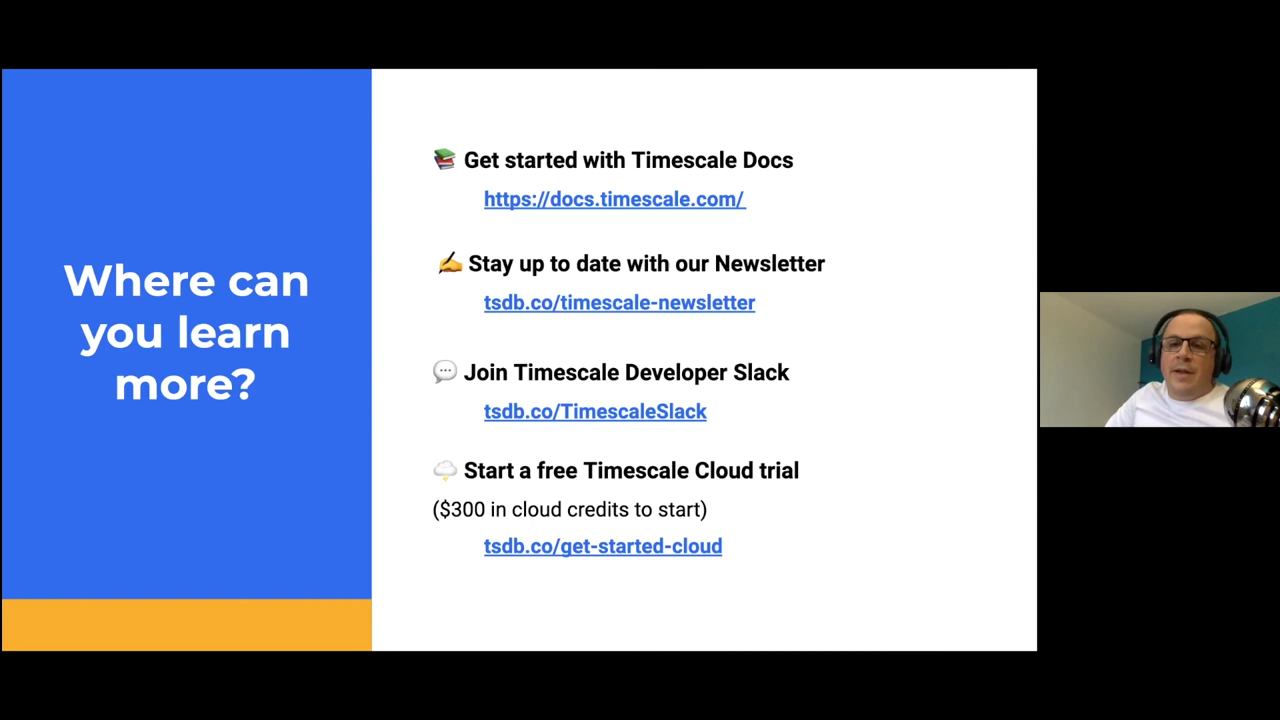 Where can
you learn
more?
📚 Get started with Timescale Docs
https://docs.timescale.com/
✍️ Stay up to date with our Newsletter
tsdb.co/timescale-newsletter
💬 Join Timescale Developer Slack
tsdb.co/TimescaleSlack
🌩️ Start a free Timescale Cloud trial
($300 in cloud credits to start)
tsdb.co/get-started-cloud